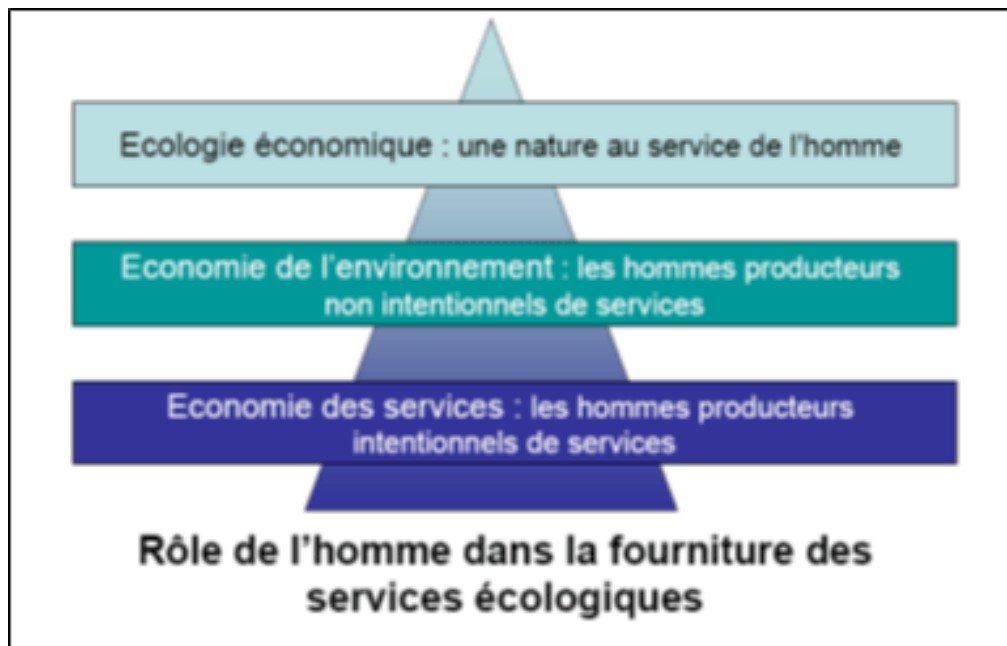 Ecologie économique : une nature au service de l'homme
Economie de l'environnement : les hommes producteurs
non intentionnels de services
Economie des services : les hommes producteurs
intentionnels de services
Rôle de l'homme dans la fourniture des
services écologiques